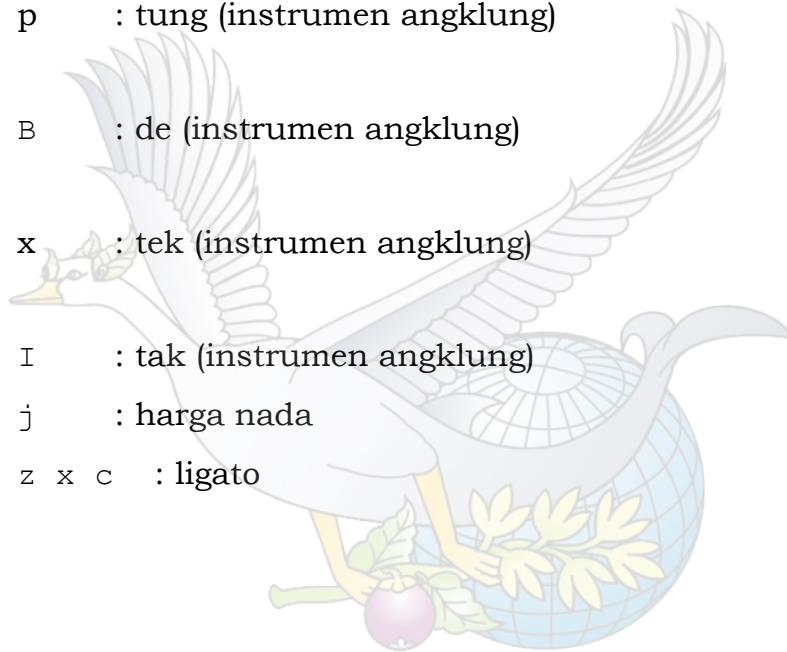 p : tung (instrumen angklung)
B : de (instrumen angklung)
x : tek (instrumen angklung)
I : tak (instrumen angklung)
j : harga nada
z x c : ligato